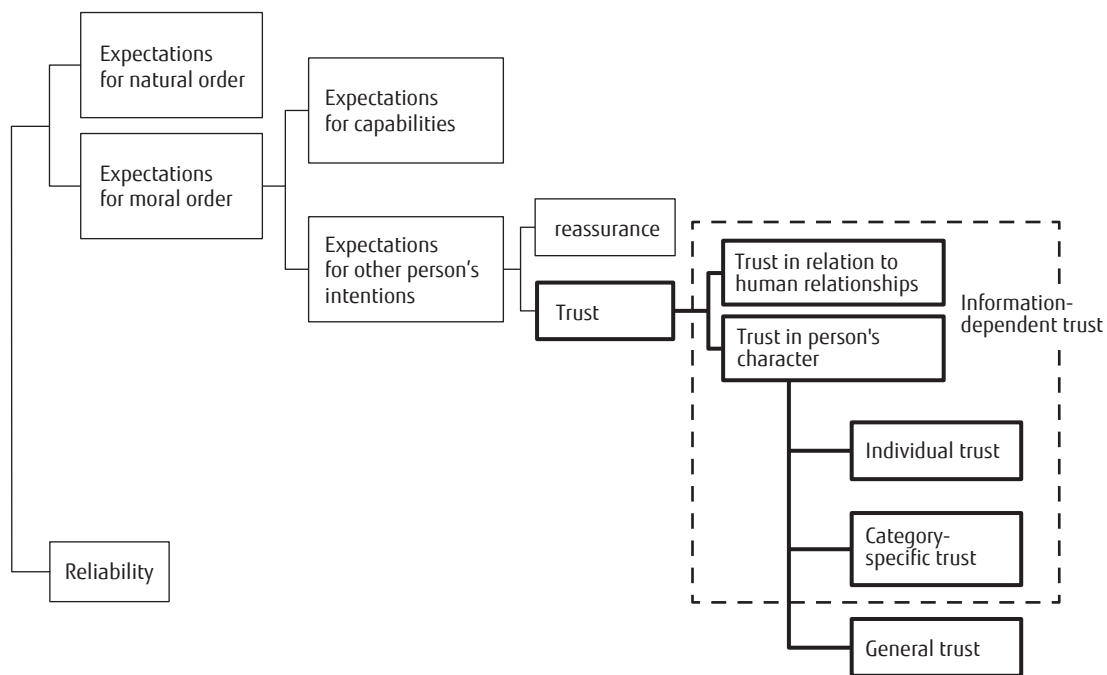 Expectations
for natural order
Expectations
for capabilities
Expectations
for moral order
Expectations
for other person’s
intentions
reassurance
Trust
Trust in relation to
human relationships
Information-
dependent trust
Trust in person's
character
Individual trust
Category-
specific trust
Reliability
General trust